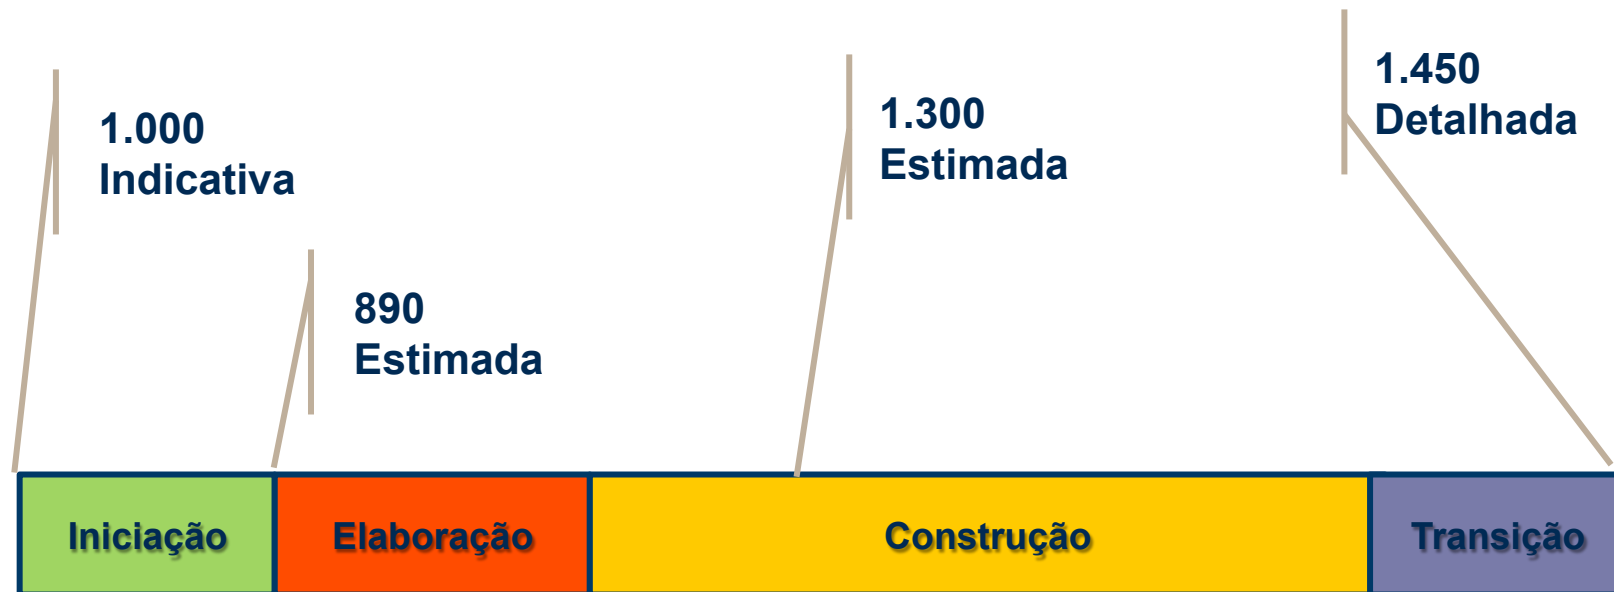 1.000
Indicativa
890
Estimada
1.300
Estimada
1.450
Detalhada
Iniciação
Elaboração
Construção
Transição